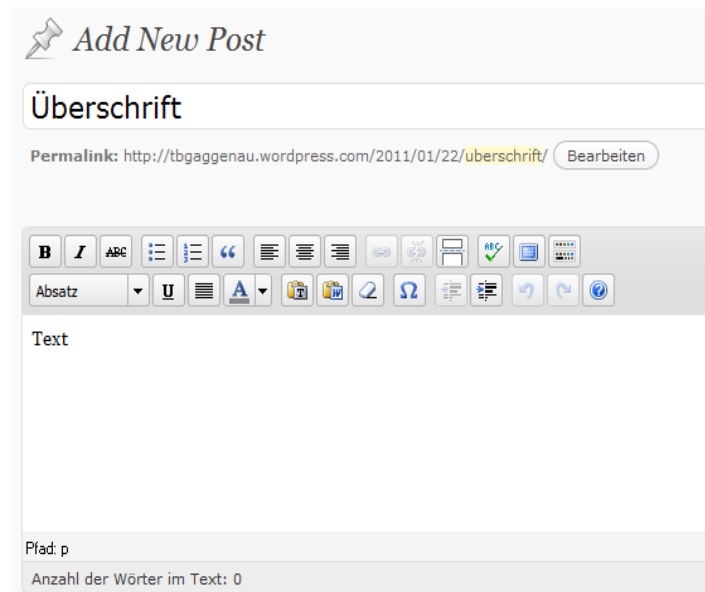 Add New Post
Überschrift
Permalink: http://tbgaggenau.wordpress.com/2011/01/22/uberschrift/ Bearbeiten
B I ABC “ ABC
Absatz U A T W Ω ?
Text
Pfad: p
Anzahl der Wörter im Text: 0